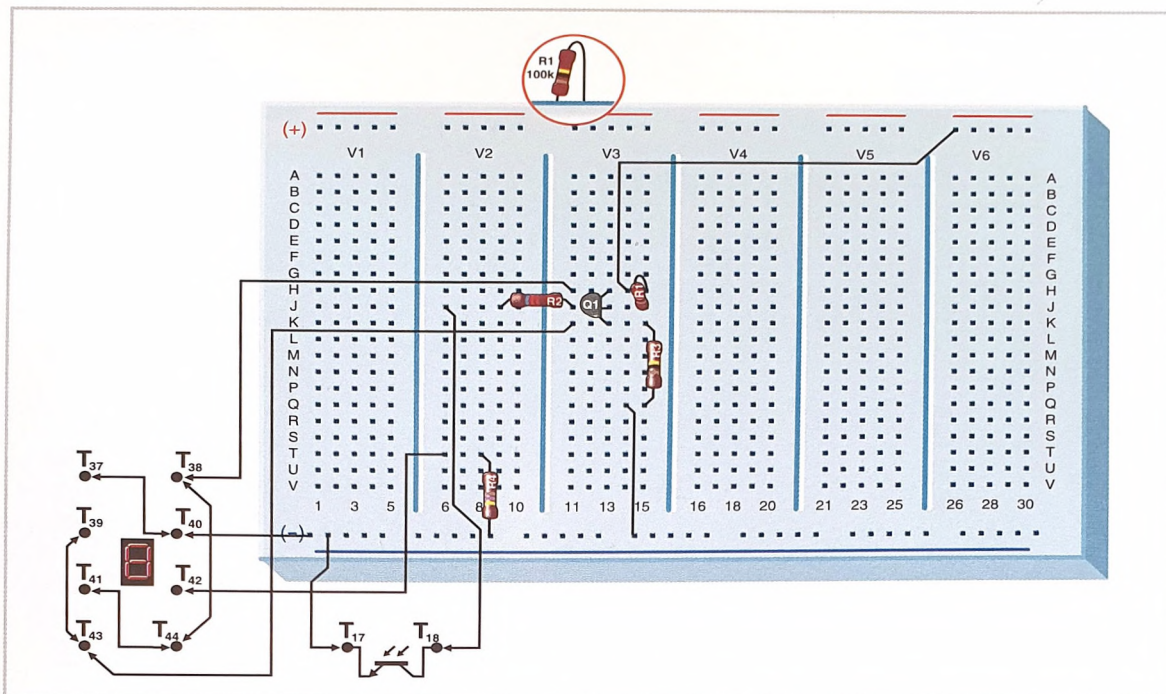 R1
100k
(+)
V1 V2 V3 V4 V5 V6
A A
B B
C C
D D
E E
F F
G G
H R1 H
J R2 Q1 J
K K
L L
M R3 M
N N
P P
Q Q
R R
S S
T T
U R4 U
V V
1 3 5 6 8 10 11 13 15 16 18 20 21 23 25 26 28 30
(-)
T37 T38
T39 T40
T41 T42
T43 T44
T17 T18